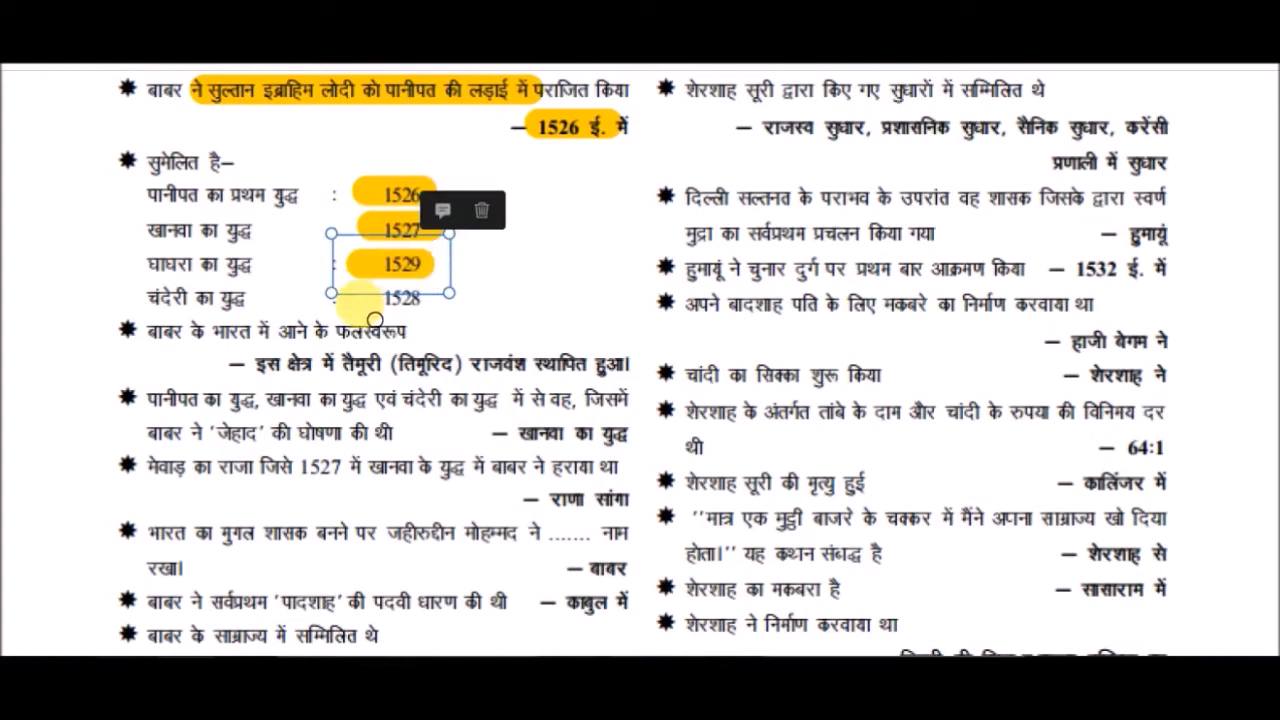 ✷ बाबर ने सुल्तान इब्राहिम लोदी को पानीपत की लड़ाई में पराजित किया
– 1526 ई. में
✷ सुमेलित है–
पानीपत का प्रथम युद्ध : 1526
खानवा का युद्ध 1527
घाघरा का युद्ध : 1529
चंदेरी का युद्ध 1528
✷ बाबर के भारत में आने के फलस्वरूप
– इस क्षेत्र में तैमूरी (तिमूरिद) राजवंश स्थापित हुआ।
✷ पानीपत का युद्ध, खानवा का युद्ध एवं चंदेरी का युद्ध में से वह, जिसमें
बाबर ने 'जेहाद' की घोषणा की थी – खानवा का युद्ध
✷ मेवाड़ का राजा जिसे 1527 में खानवा के युद्ध में बाबर ने हराया था
– राणा सांगा
✷ भारत का मुगल शासक बनने पर जहीरुद्दीन मोहम्मद ने ....... नाम
रखा। – बाबर
✷ बाबर ने सर्वप्रथम 'पादशाह' की पदवी धारण की थी – काबुल में
✷ बाबर के साम्राज्य में सम्मिलित थे
✷ शेरशाह सूरी द्वारा किए गए सुधारों में सम्मिलित थे
– राजस्व सुधार, प्रशासनिक सुधार, सैनिक सुधार, करेंसी
प्रणाली में सुधार
✷ दिल्ली सल्तनत के पराभव के उपरांत वह शासक जिसके द्वारा स्वर्ण
मुद्रा का सर्वप्रथम प्रचलन किया गया – हुमायूं
✷ हुमायूं ने चुनार दुर्ग पर प्रथम बार आक्रमण किया – 1532 ई. में
✷ अपने बादशाह पति के लिए मकबरे का निर्माण करवाया था
– हाजी बेगम ने
✷ चांदी का सिक्का शुरू किया – शेरशाह ने
✷ शेरशाह के अंतर्गत तांबे के दाम और चांदी के रुपया की विनिमय दर
थी – 64:1
✷ शेरशाह सूरी की मृत्यु हुई – कालिंजर में
✷ ''मात्र एक मुट्ठी बाजरे के चक्कर में मैंने अपना साम्राज्य खो दिया
होता।'' यह कथन संबद्ध है – शेरशाह से
✷ शेरशाह का मकबरा है – सासाराम में
✷ शेरशाह ने निर्माण करवाया था